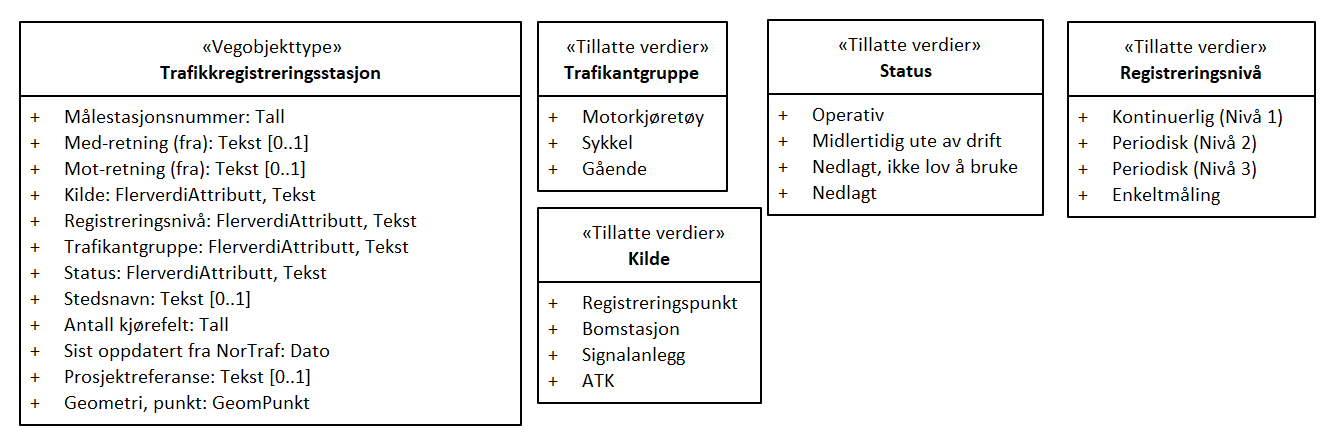 «Vegobjekttype»
Trafikkregistreringsstasjon
+ Målestasjonsnummer: Tall
+ Med-retning (fra): Tekst [0..1]
+ Mot-retning (fra): Tekst [0..1]
+ Kilde: FlerverdiAttributt, Tekst
+ Registreringsnivå: FlerverdiAttributt, Tekst
+ Trafikantgruppe: FlerverdiAttributt, Tekst
+ Status: FlerverdiAttributt, Tekst
+ Stedsnavn: Tekst [0..1]
+ Antall kjørefelt: Tall
+ Sist oppdatert fra NorTraf: Dato
+ Prosjektreferanse: Tekst [0..1]
+ Geometri, punkt: GeomPunkt
«Tillatte verdier»
Trafikantgruppe
+ Motorkjøretøy
+ Sykkel
+ Gående
«Tillatte verdier»
Kilde
+ Registreringspunkt
+ Bomstasjon
+ Signalanlegg
+ ATK
«Tillatte verdier»
Status
+ Operativ
+ Midlertidig ute av drift
+ Nedlagt, ikke lov å bruke
+ Nedlagt
«Tillatte verdier»
Registreringsnivå
+ Kontinuerlig (Nivå 1)
+ Periodisk (Nivå 2)
+ Periodisk (Nivå 3)
+ Enkeltmåling